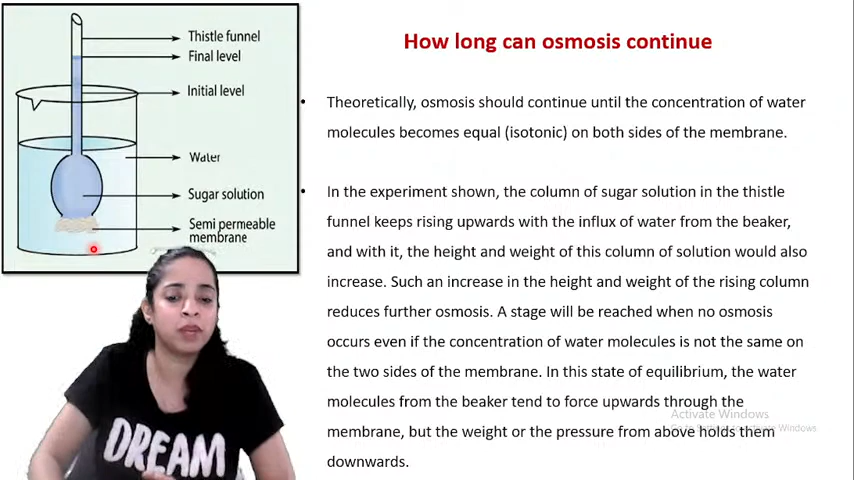 How long can osmosis continue
Thistle funnel
Final level
Initial level
Water
Sugar solution
Semi permeable
membrane
• Theoretically, osmosis should continue until the concentration of water
molecules becomes equal (isotonic) on both sides of the membrane.
• In the experiment shown, the column of sugar solution in the thistle
funnel keeps rising upwards with the influx of water from the beaker,
and with it, the height and weight of this column of solution would also
increase. Such an increase in the height and weight of the rising column
reduces further osmosis. A stage will be reached when no osmosis
occurs even if the concentration of water molecules is not the same on
the two sides of the membrane. In this state of equilibrium, the water
molecules from the beaker tend to force upwards through the
membrane, but the weight or the pressure from above holds them
downwards.
Activate Windows
DREAM